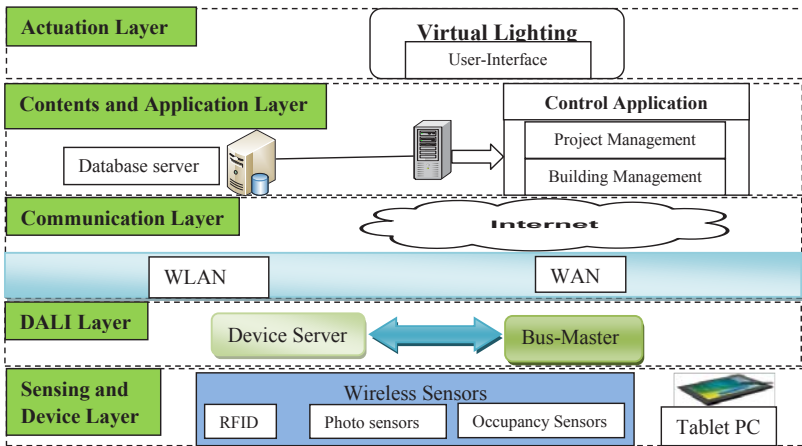 Actuation Layer
Virtual Lighting
User-Interface
Contents and Application Layer
Control Application
Database server
Project Management
Building Management
Communication Layer
Internet
WLAN
WAN
DALI Layer
Device Server
Bus-Master
Sensing and
Device Layer
Wireless Sensors
RFID
Photo sensors
Occupancy Sensors
Tablet PC